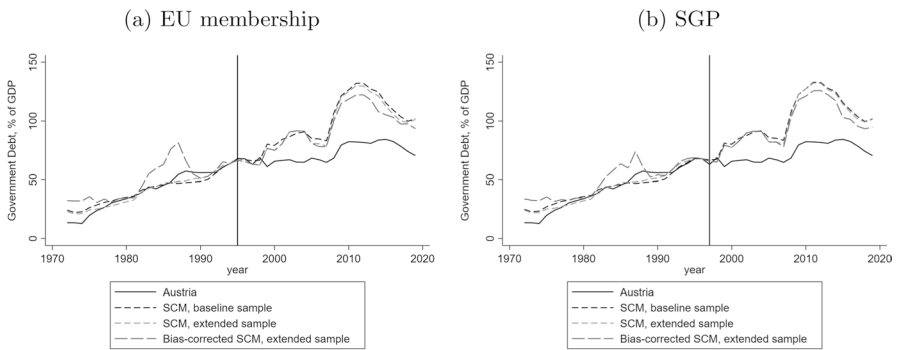 (a) EU membership
Government Debt, % of GDP
150
100
50
0
1970 1980 1990 2000 2010 2020
year
Austria
SCM, baseline sample
SCM, extended sample
Bias-corrected SCM, extended sample
(b) SGP
Government Debt, % of GDP
150
100
50
0
1970 1980 1990 2000 2010 2020
year
Austria
SCM, baseline sample
SCM, extended sample
Bias-corrected SCM, extended sample